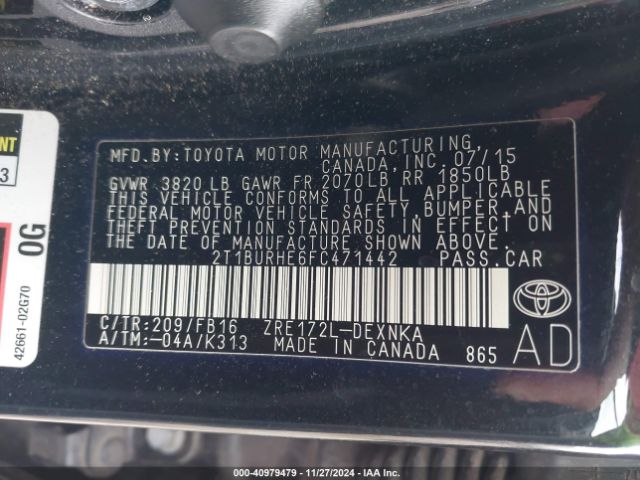 MFD.BY:TOYOTA MOTOR MANUFACTURING,
CANADA, INC. 07/15
GVWR 3820 LB GAWR FR 2070LB RR 1850LB
THIS VEHICLE CONFORMS TO ALL APPLICABLE
FEDERAL MOTOR VEHICLE SAFETY, BUMPER, AND
THEFT PREVENTION STANDARDS IN EFFECT ON
THE DATE OF MANUFACTURE SHOWN ABOVE.
2T1BURHE6FC471442 PASS.CAR
C/TR:209/FB16 ZRE172L-DEXNKA
A/TM:-04A/K313 MADE IN CANADA 865
TOYOTA
AD
NT
3
0G
42661-02G70
000-40979479 - 11/27/2024 - IAA Inc.